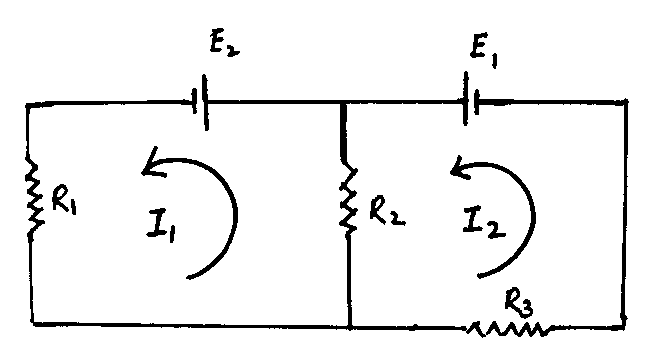 E₂
E₁
R₁
I₁
R₂
I₂
R₃